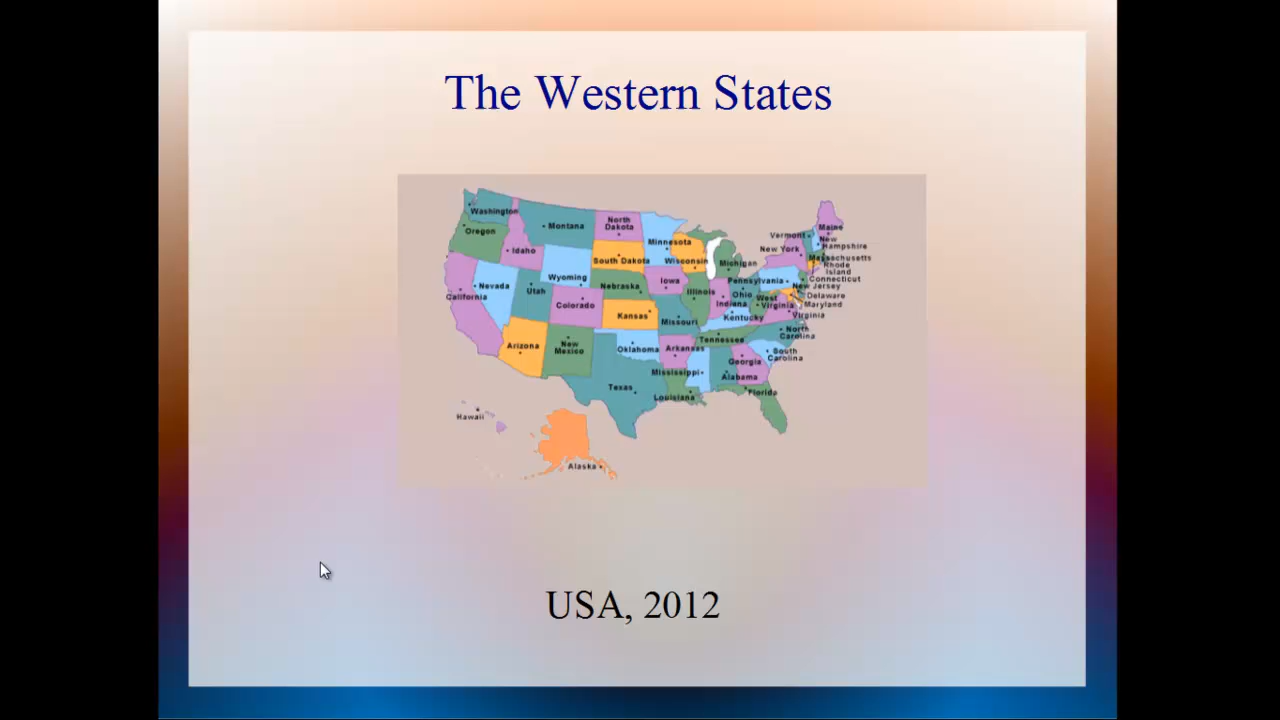 The Western States
Washington
Oregon
Idaho
Montana
North
Dakota
Minnesota
South Dakota
Wisconsin
Wyoming
Nebraska
Iowa
Michigan
Nevada
Utah
Colorado
California
Kansas
Illinois
Indiana
Ohio
Missouri
Kentucky
West
Virginia
Pennsylvania
New York
Vermont
Maine
New
Hampshire
Massachusetts
Rhode
Island
Connecticut
New Jersey
Delaware
Maryland
Virginia
North
Carolina
Tennessee
South
Carolina
Arizona
New
Mexico
Oklahoma
Arkansas
Georgia
Mississippi
Alabama
Texas
Louisiana
Florida
Hawaii
Alaska
USA, 2012